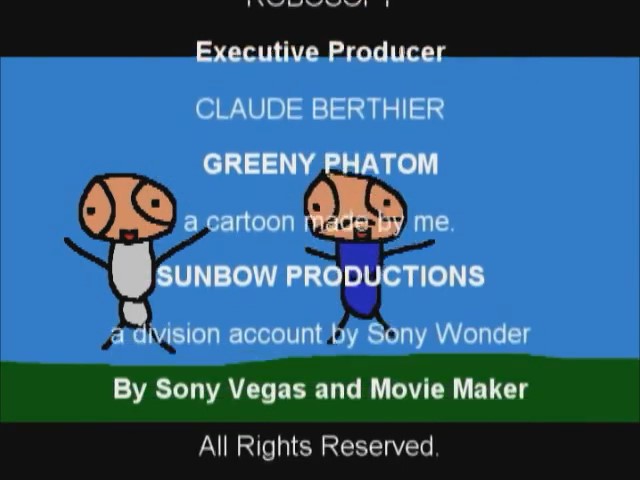 ROBOSOFT
Executive Producer
CLAUDE BERTHIER
GREENY PHATOM
a cartoon made by me.
SUNBOW PRODUCTIONS
a division account by Sony Wonder
By Sony Vegas and Movie Maker
All Rights Reserved.